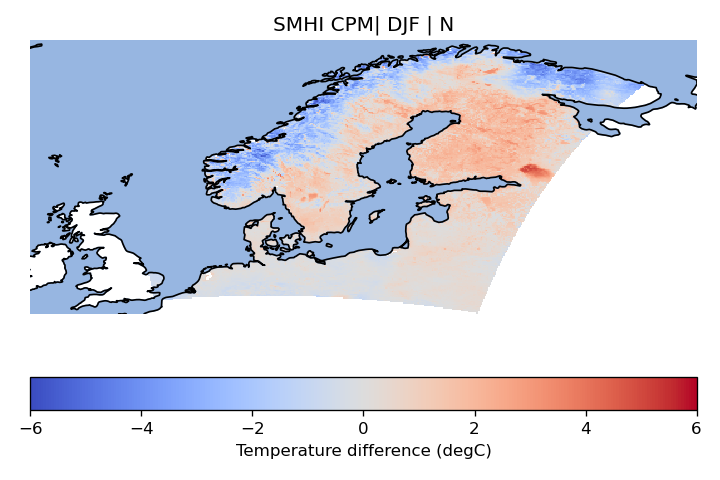 SMHI CPM| DJF | N
−6 −4 −2 0 2 4 6
Temperature difference (degC)